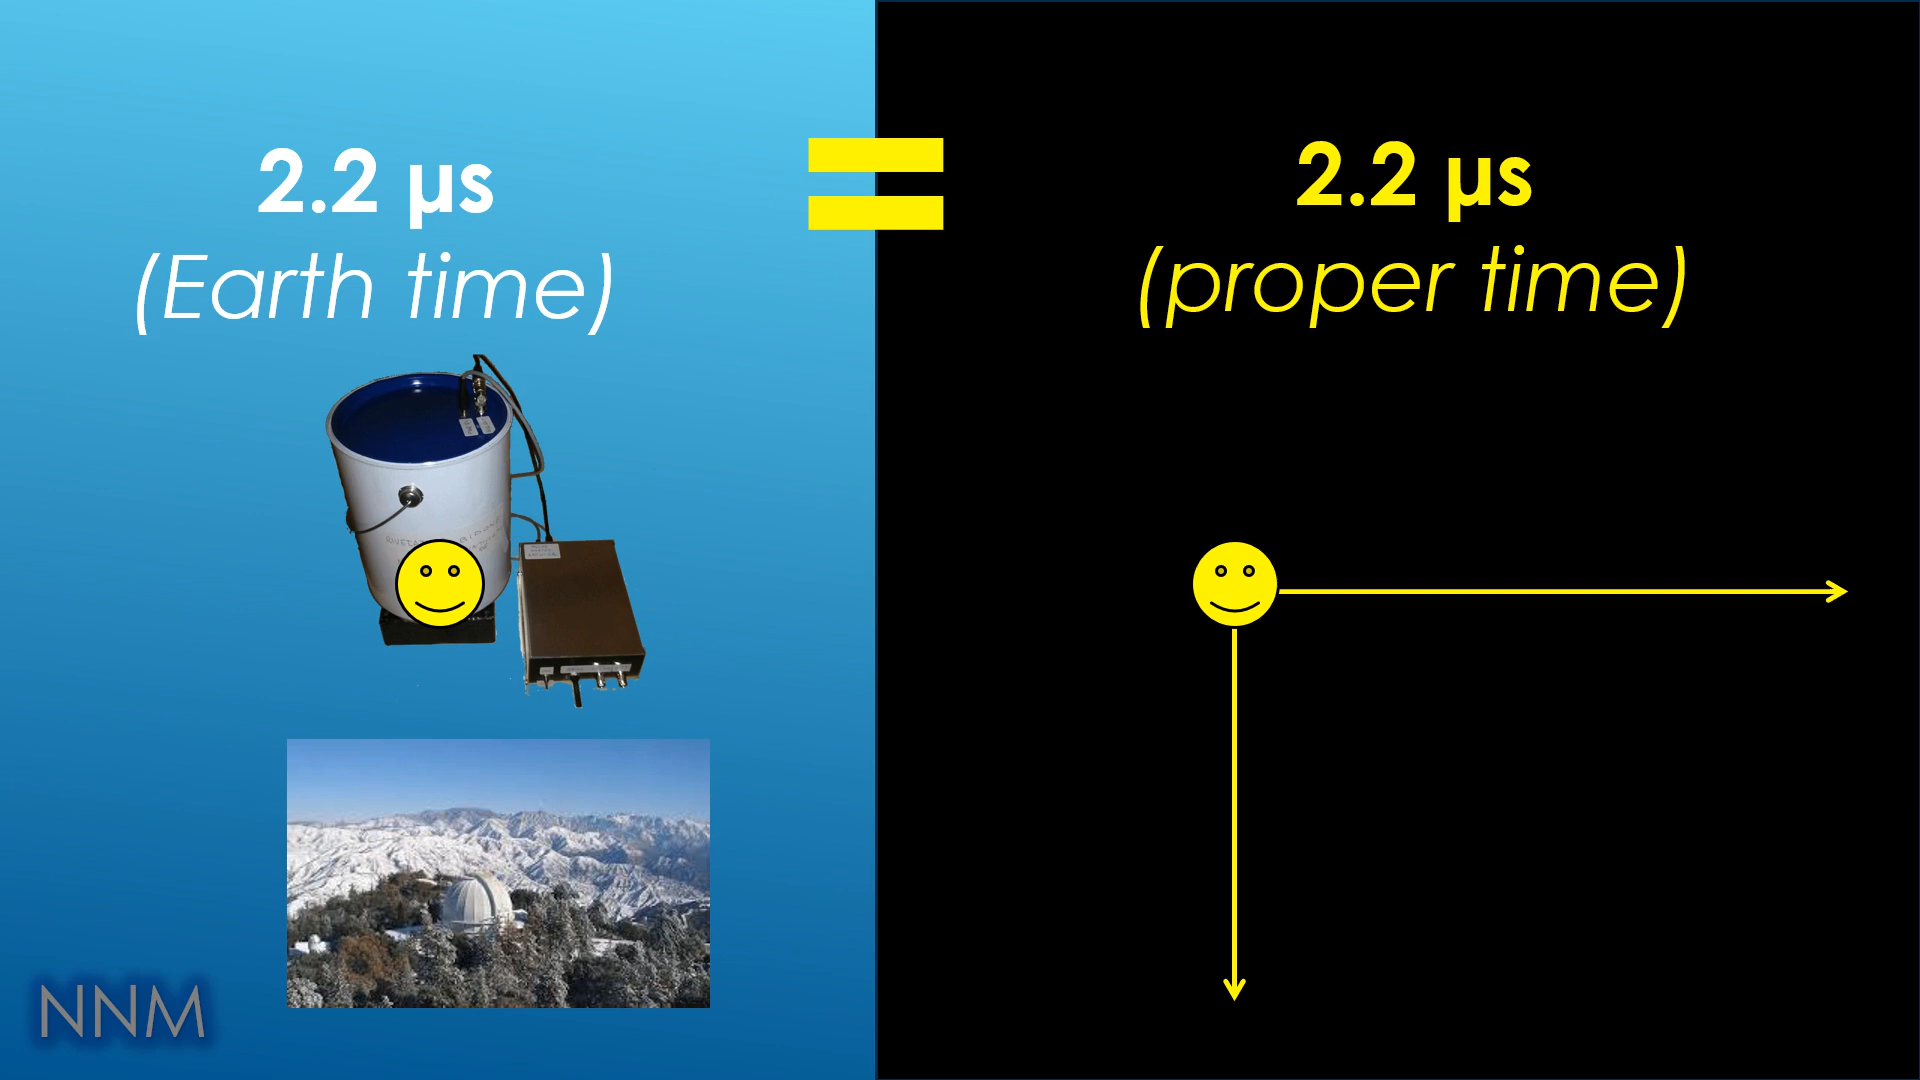 2.2 µs
(Earth time)
2.2 µs
(proper time)
NNM